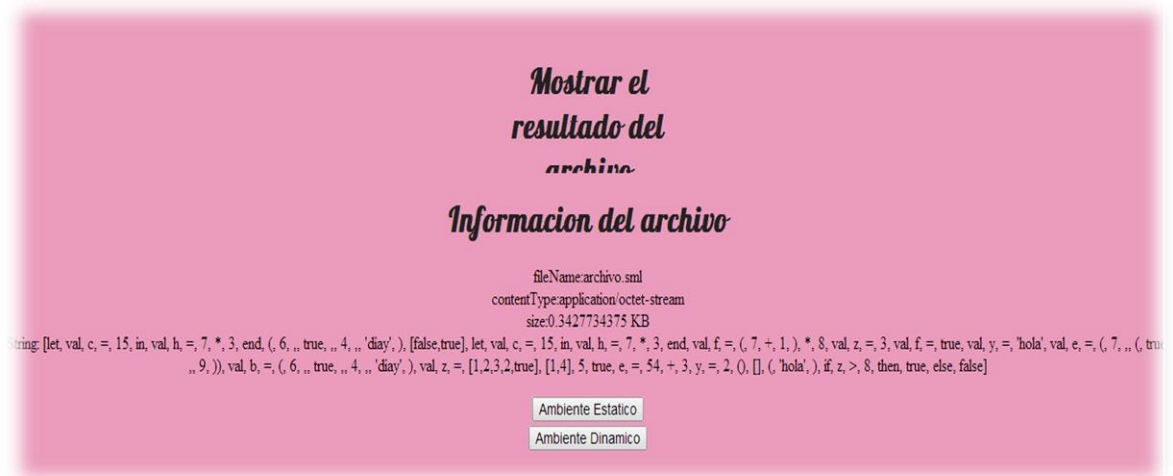 Mostrar el
resultado del
archivo
Informacion del archivo
fileName:archivo.sml
contentType:application/octet-stream
size:0.3427734375 KB
String: [let, val, c, =, 15, in, val, h, =, 7, *, 3, end, (, 6, ,, true, ,, 4, ,, 'diay', ), [false,true], let, val, c, =, 15, in, val, h, =, 7, *, 3, end, val, f, =, (, 7, +, 1, ), *, 8, val, z, =, 3, val, f, =, true, val, y, =, 'hola', val, e, =, (, 7, ,, (, true
,, 9, )), val, b, =, (, 6, ,, true, ,, 4, ,, 'diay', ), val, z, =, [1,2,3,2,true], [1,4], 5, true, e, =, 54, +, 3, y, =, 2, (), [], (, 'hola', ), if, z, >, 8, then, true, else, false]
Ambiente Estatico
Ambiente Dinamico